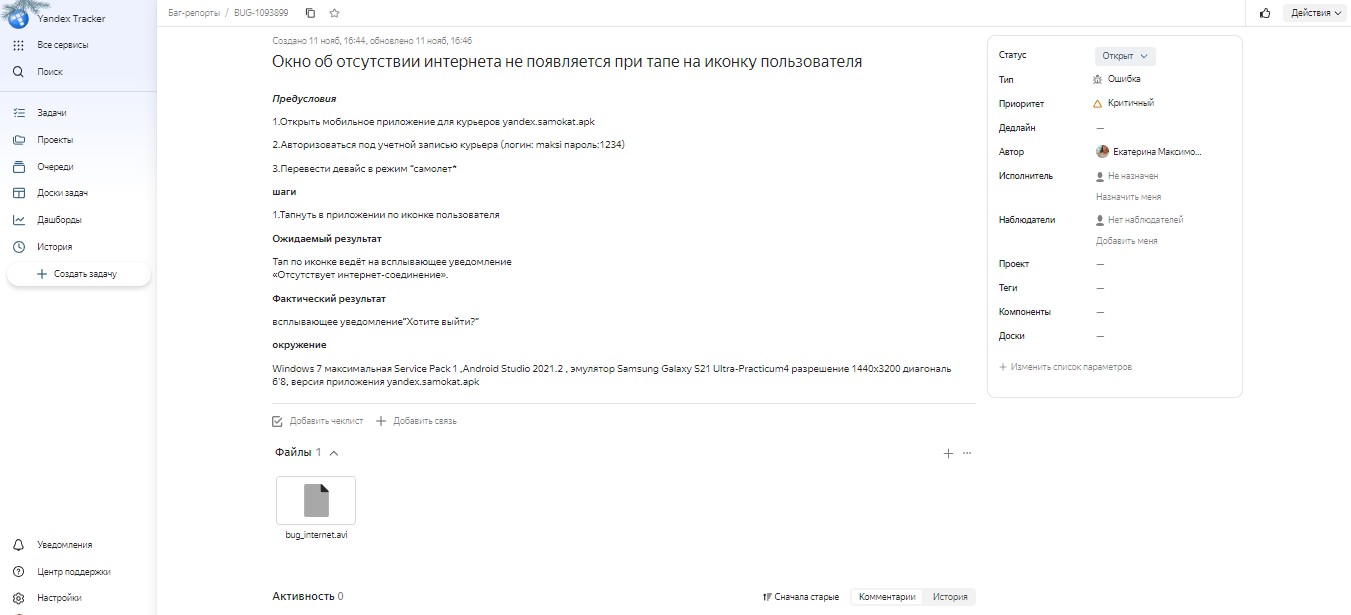 Yandex Tracker
Все сервисы
Поиск
Задачи
Проекты
Очереди
Доски задач
Дашборды
История
Создать задачу
Уведомления
Центр поддержки
Настройки
Баг-репорты / BUG-1093899
Действия
Создано 11 нояб, 16:44, обновлено 11 нояб, 16:46
Окно об отсутствии интернета не появляется при тапе на иконку пользователя
Предусловия
1.Открыть мобильное приложение для курьеров yandex.samokat.apk
2.Авторизоваться под учетной записью курьера (логин: maksi пароль:1234)
3.Перевести девайс в режим "самолет"
шаги
1.Тапнуть в приложении по иконке пользователя
Ожидаемый результат
Тап по иконке ведёт на всплывающее уведомление
«Отсутствует интернет-соединение».
Фактический результат
всплывающее уведомление"Хотите выйти?"
окружение
Windows 7 максимальная Service Pack 1 ,Android Studio 2021.2 , эмулятор Samsung Galaxy S21 Ultra-Practicum4 разрешение 1440x3200 диагональ
6'8, версия приложения yandex.samokat.apk
Добавить чеклист
Добавить связь
Файлы 1
bug_internet.avi
Активность 0
Сначала старые
Комментарии
История
Статус Открыт
Тип Ошибка
Приоритет Критичный
Дедлайн —
Автор Екатерина Максимо...
Исполнитель Не назначен
Назначить меня
Наблюдатели Нет наблюдателей
Добавить меня
Проект —
Теги —
Компоненты —
Доски —
Изменить список параметров